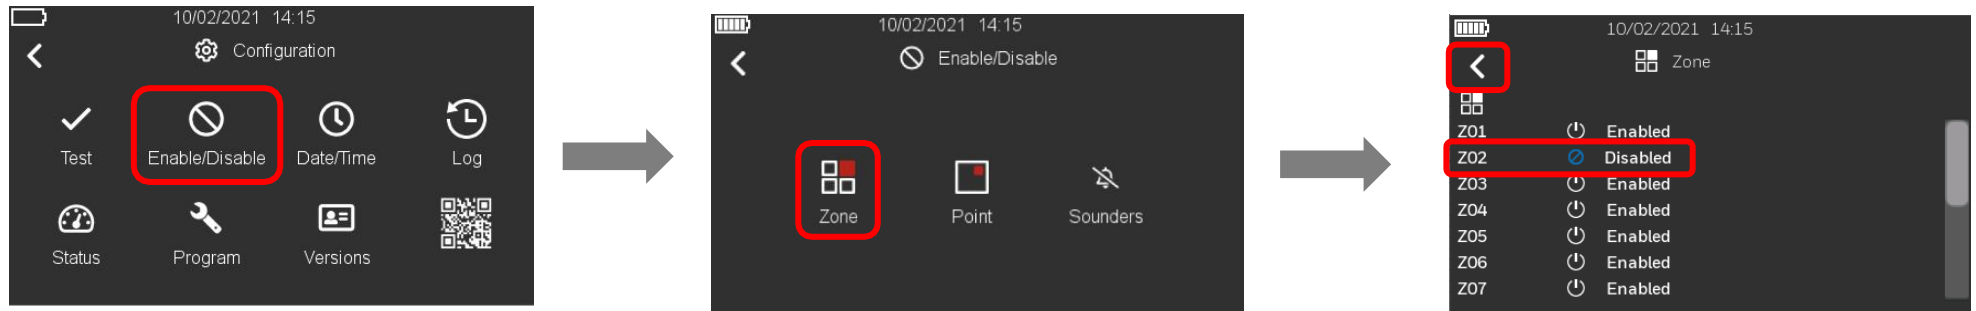 10/02/2021 14:15
Configuration
Test
Enable/Disable
Date/Time
Log
Status
Program
Versions
10/02/2021 14:15
Enable/Disable
Zone
Point
Sounders
10/02/2021 14:15
Zone
Z01 Enabled
Z02 Disabled
Z03 Enabled
Z04 Enabled
Z05 Enabled
Z06 Enabled
Z07 Enabled